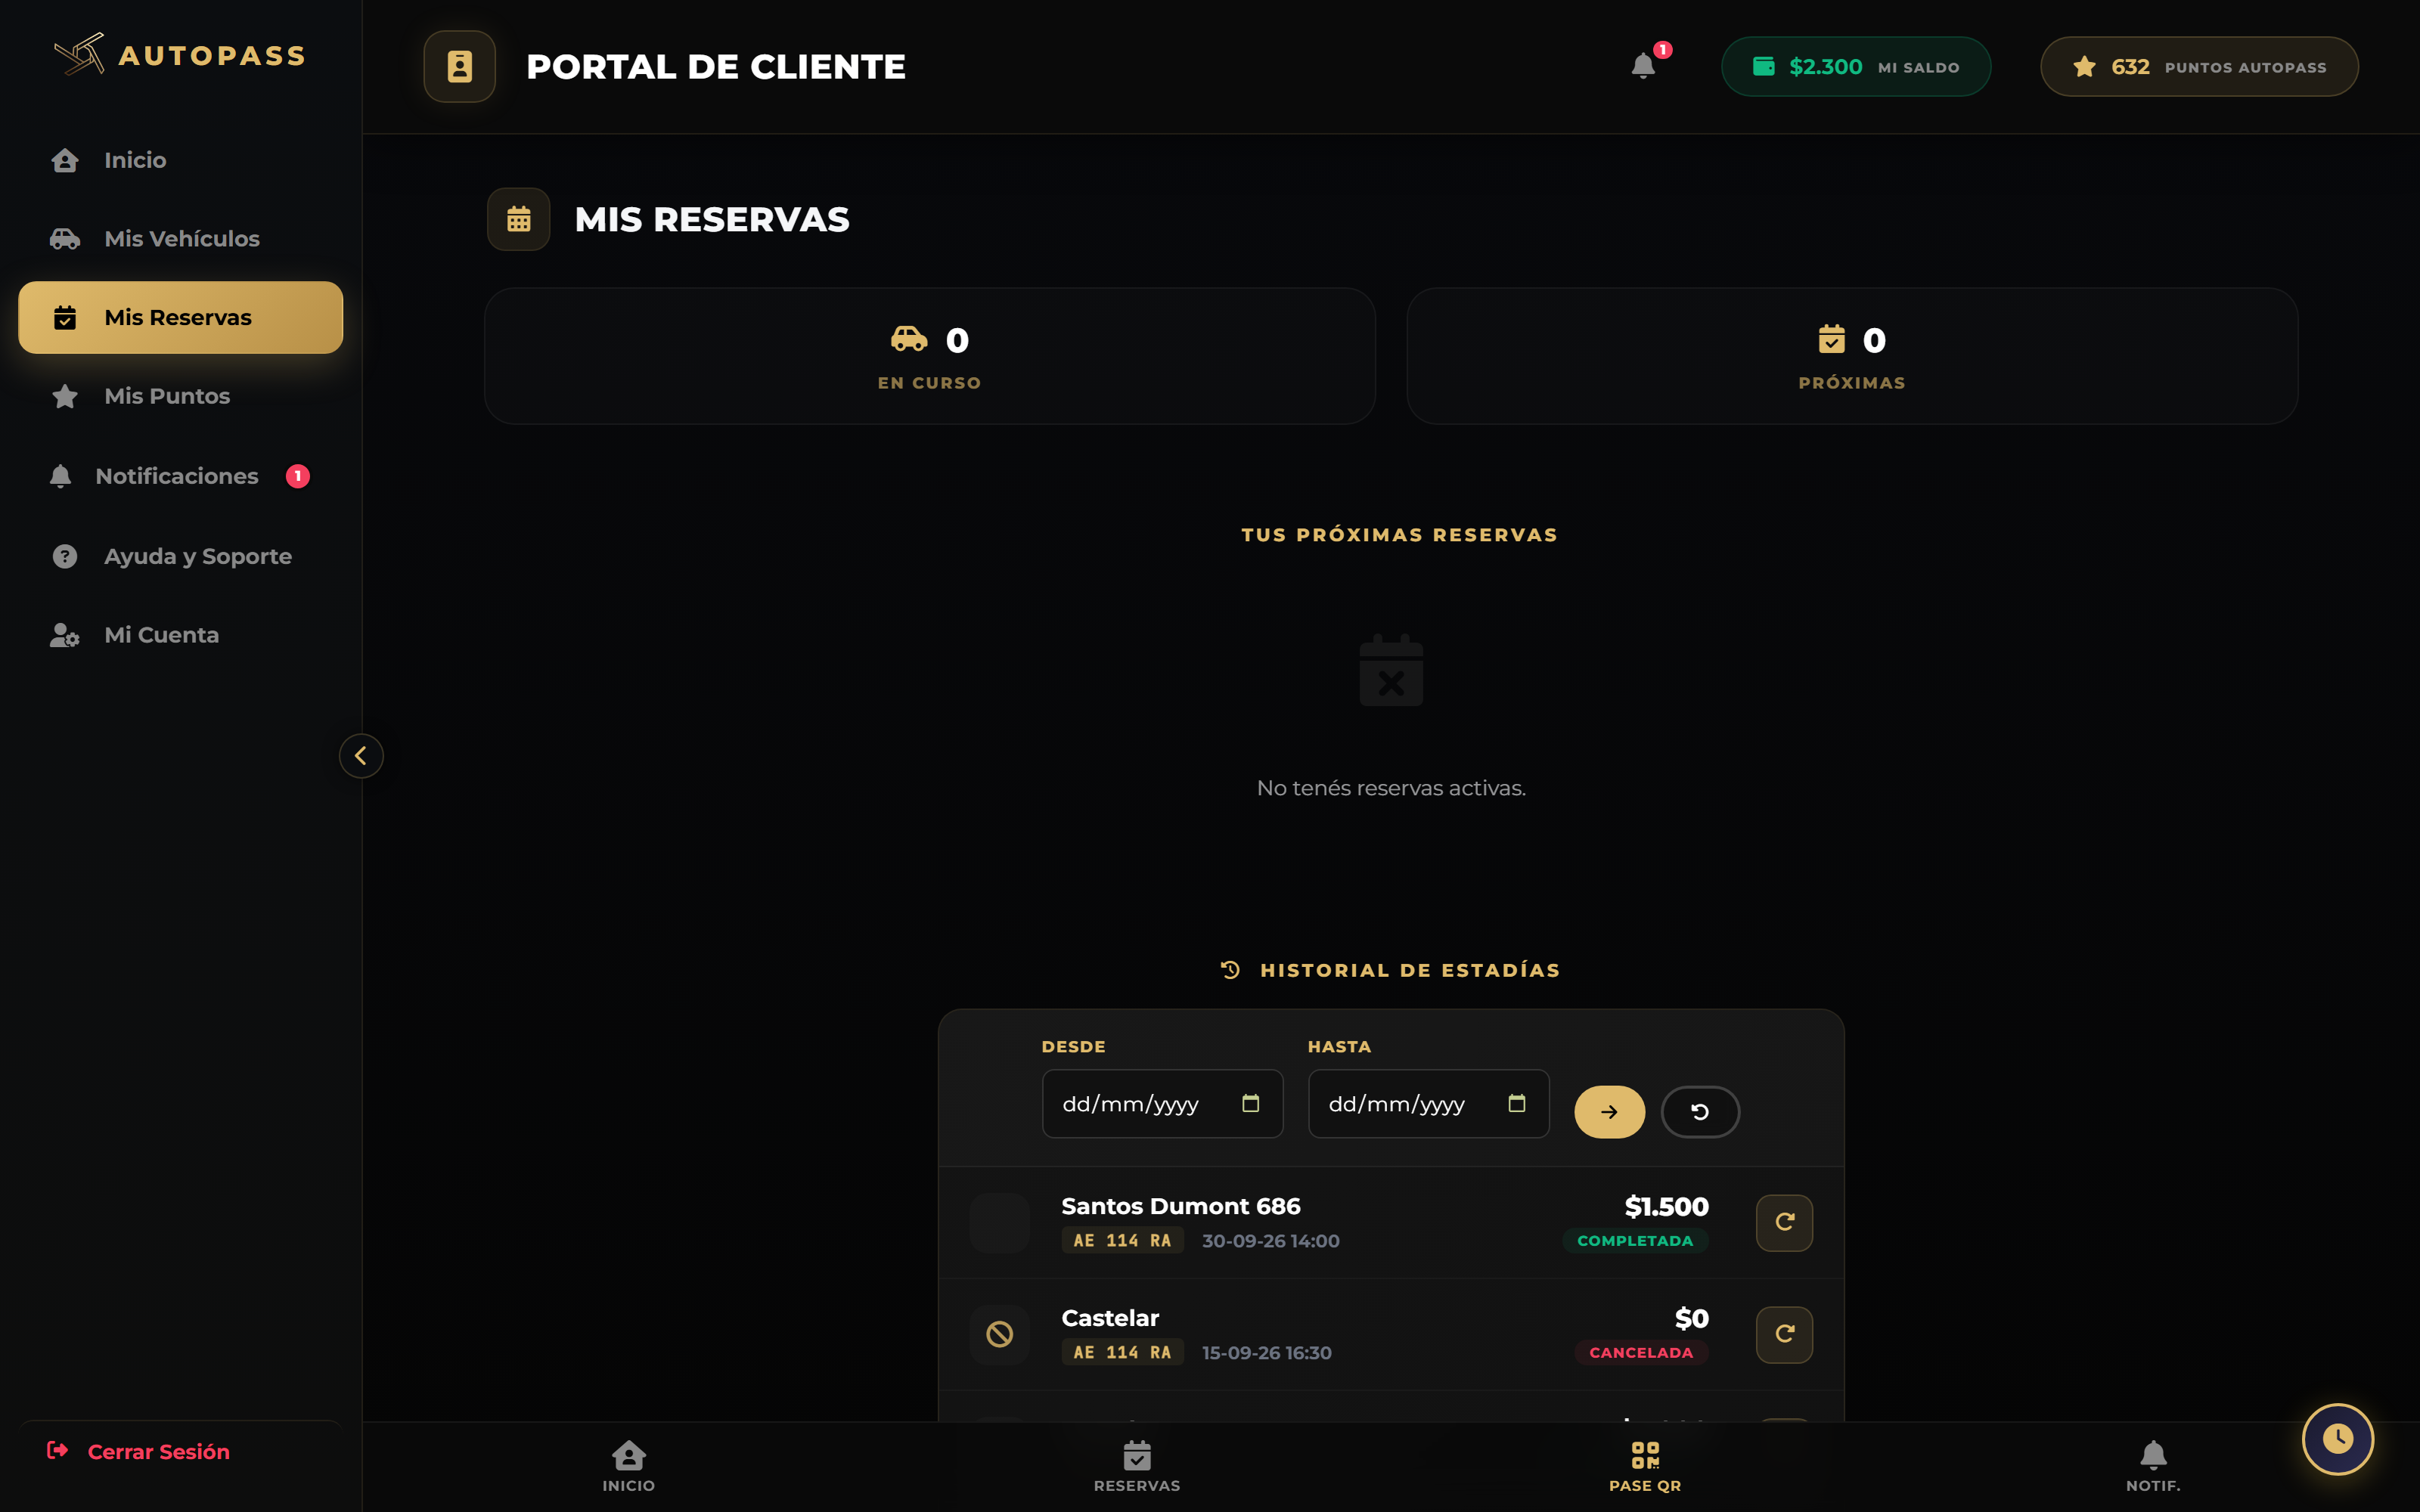 AUTOPASS
PORTAL DE CLIENTE
1
$2.300 MI SALDO
632 PUNTOS AUTOPASS
Inicio
Mis Vehículos
Mis Reservas
Mis Puntos
Notificaciones 1
Ayuda y Soporte
Mi Cuenta
Cerrar Sesión
MIS RESERVAS
0
EN CURSO
0
PRÓXIMAS
TUS PRÓXIMAS RESERVAS
No tenés reservas activas.
HISTORIAL DE ESTADÍAS
DESDE
HASTA
dd/mm/yyyy
dd/mm/yyyy
Santos Dumont 686
$1.500
AE 114 RA 30-09-26 14:00
COMPLETADA
Castelar
$0
AE 114 RA 15-09-26 16:30
CANCELADA
INICIO
RESERVAS
PASE QR
NOTIF.